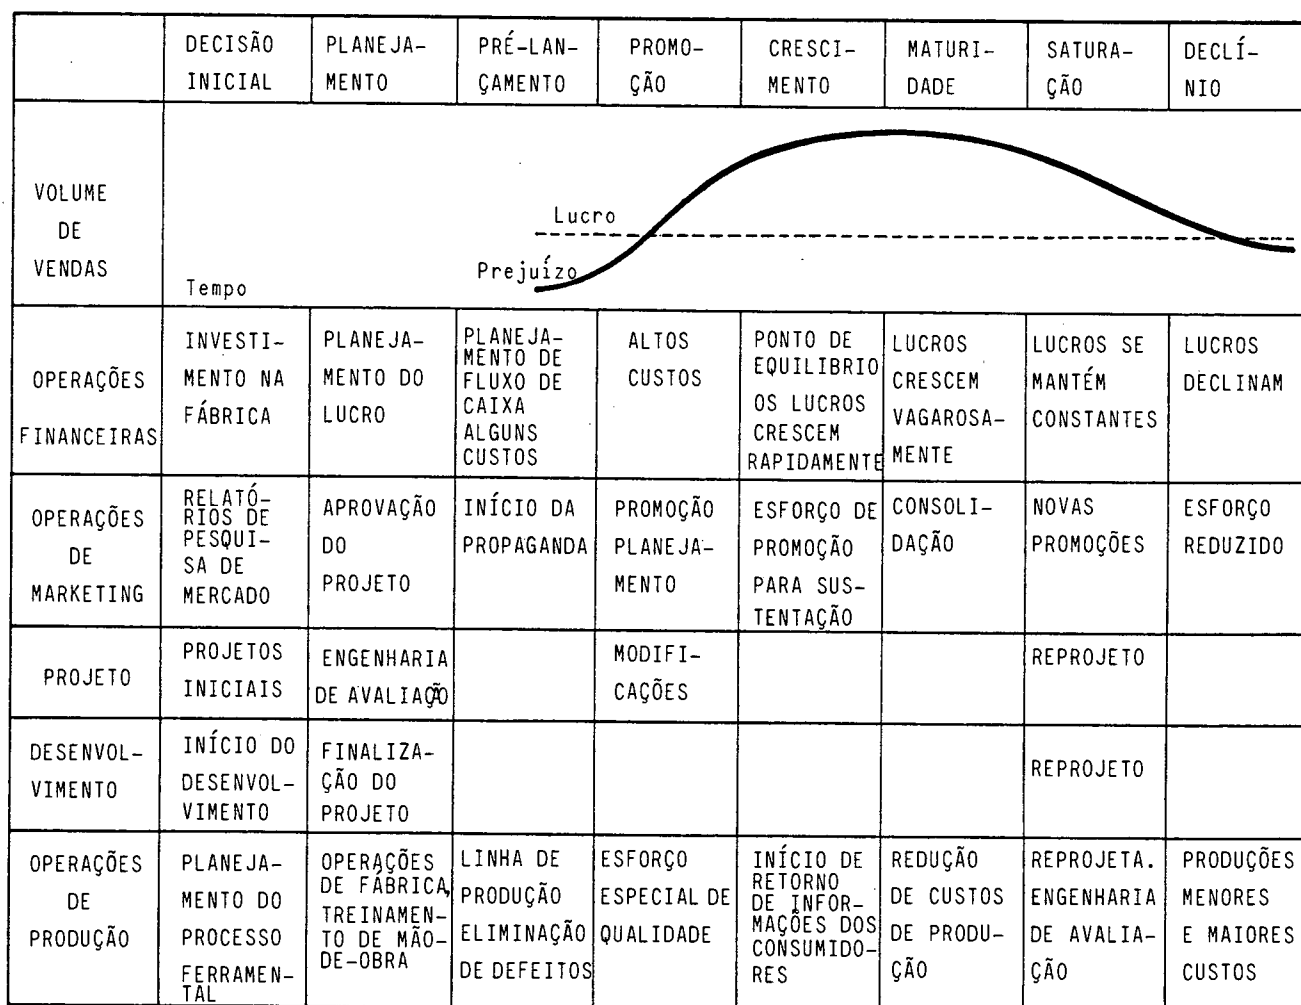 DECISÃO
INICIAL
PLANEJA-
MENTO
PRÉ-LAN-
ÇAMENTO
PROMO-
ÇÃO
CRESCI-
MENTO
MATURI-
DADE
SATURA-
ÇÃO
DECLÍ-
NIO
VOLUME
DE
VENDAS
Lucro
Prejuízo
Tempo
OPERAÇÕES
FINANCEIRAS
INVESTI-
MENTO NA
FÁBRICA
PLANEJA-
MENTO DO
LUCRO
PLANEJA-
MENTO DE
FLUXO DE
CAIXA
ALGUNS
CUSTOS
ALTOS
CUSTOS
PONTO DE
EQUILIBRIO
OS LUCROS
CRESCEM
RAPIDAMENTE
LUCROS
CRESCEM
VAGAROSA-
MENTE
LUCROS SE
MANTÉM
CONSTANTES
LUCROS
DECLINAM
OPERAÇÕES
DE
MARKETING
RELATÓ-
RIOS DE
PESQUI-
SA DE
MERCADO
APROVAÇÃO
DO
PROJETO
INÍCIO DA
PROPAGANDA
PROMOÇÃO
PLANEJA-
MENTO
ESFORÇO DE
PROMOÇÃO
PARA SUS-
TENTAÇÃO
CONSOLI-
DAÇÃO
NOVAS
PROMOÇÕES
ESFORÇO
REDUZIDO
PROJETO
PROJETOS
INICIAIS
ENGENHARIA
DE AVALIAÇÃO
MODIFI-
CAÇÕES
REPROJETO
DESENVOL-
VIMENTO
INÍCIO DO
DESENVOL-
VIMENTO
FINALIZA-
ÇÃO DO
PROJETO
REPROJETO
OPERAÇÕES
DE
PRODUÇÃO
PLANEJA-
MENTO DO
PROCESSO
FERRAMEN-
TAL
OPERAÇÕES
DE FÁBRICA,
TREINAMEN-
TO DE MÃO-
DE-OBRA
LINHA DE
PRODUÇÃO
ELIMINAÇÃO
DE DEFEITOS
ESFORÇO
ESPECIAL DE
QUALIDADE
INÍCIO DE
RETORNO
DE INFOR-
MAÇÕES DOS
CONSUMIDO-
RES
REDUÇÃO
DE CUSTOS
DE PRODU-
ÇÃO
REPROJETA.
ENGENHARIA
DE AVALIA-
ÇÃO
PRODUÇÕES
MENORES
E MAIORES
CUSTOS